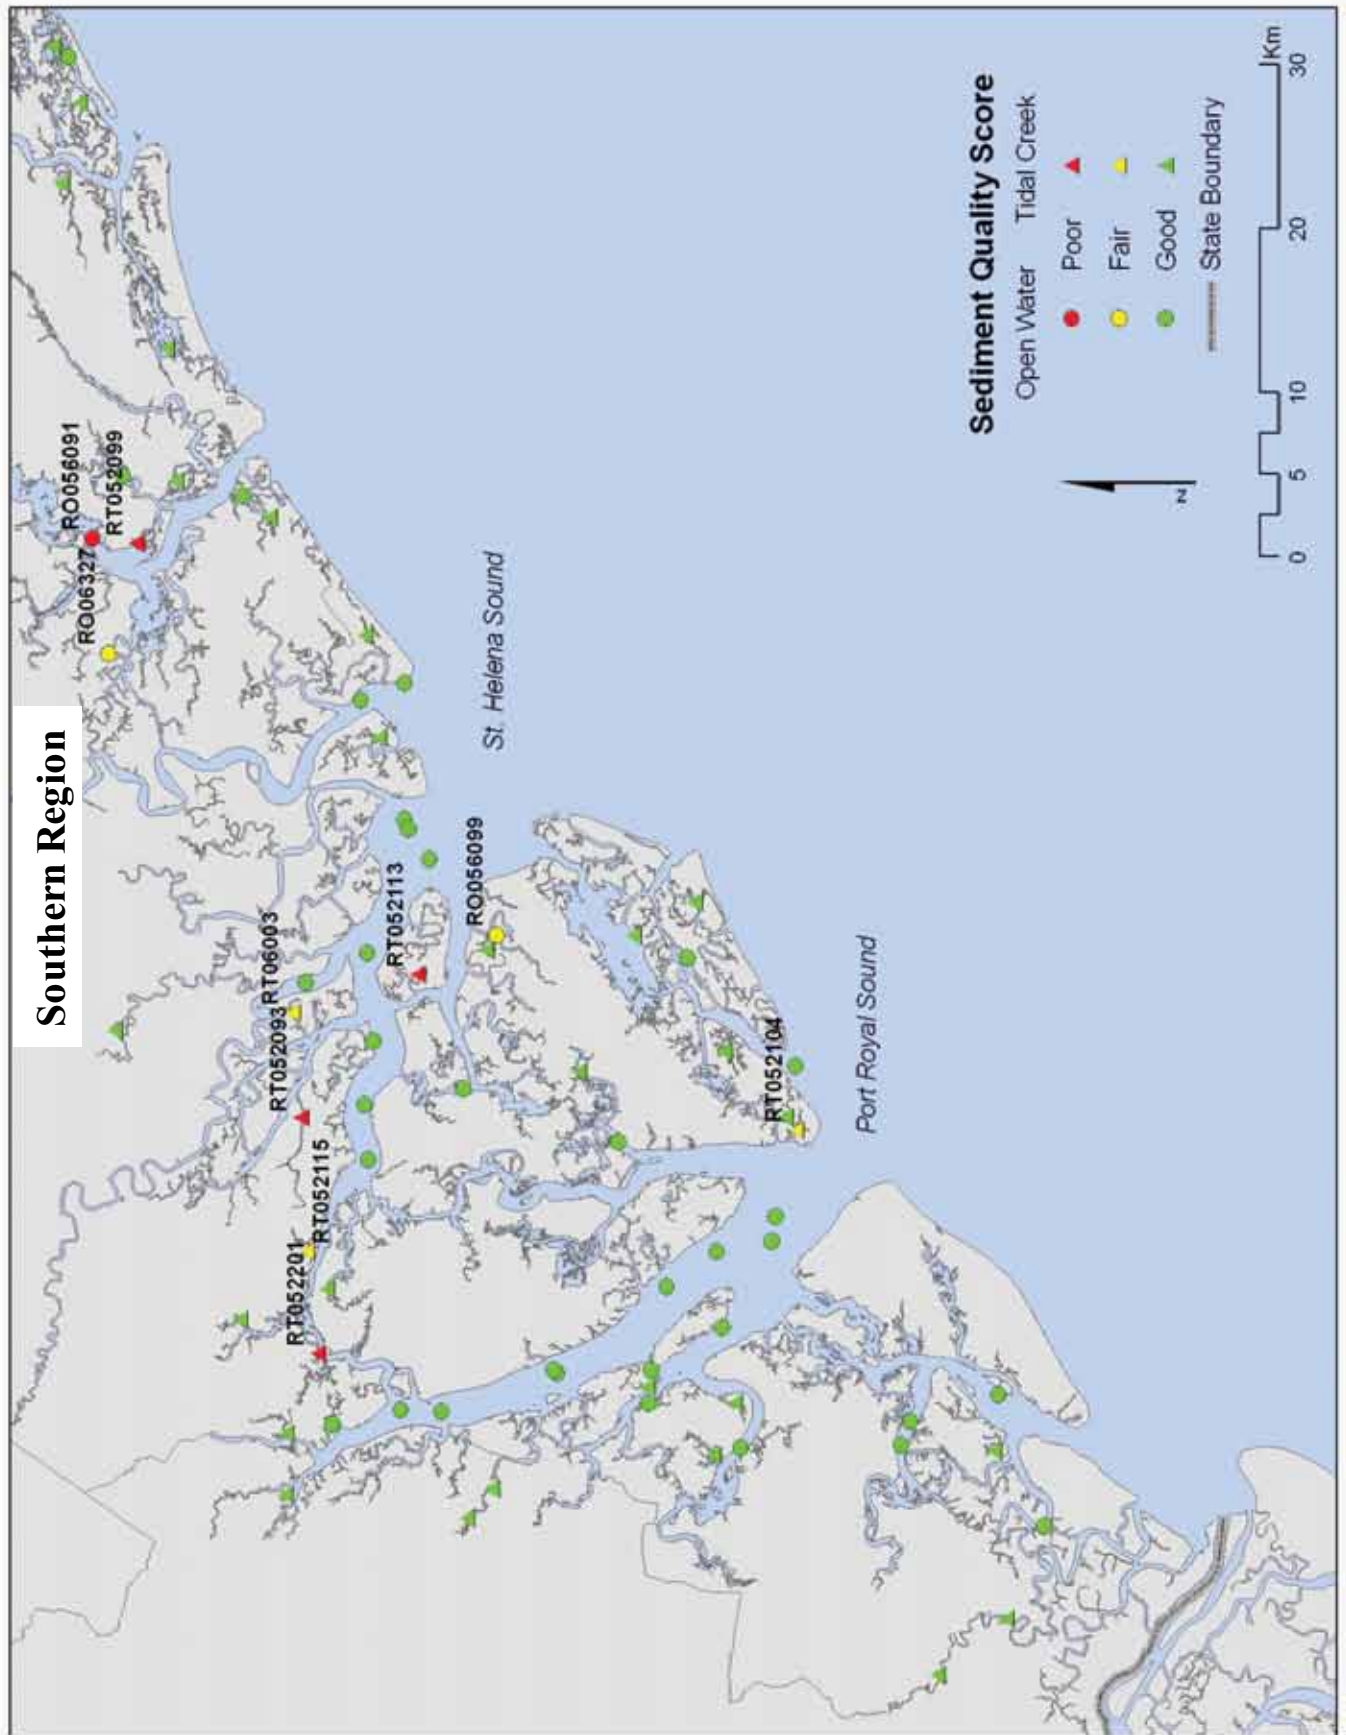 Southern Region
RO056091
RT052099
RO06327
St. Helena Sound
RO056099
RT052113
RT06003
RT052093
RT052115
RT052201
RT052104
Port Royal Sound
Sediment Quality Score
Open Water Tidal Creek
Poor
Fair
Good
State Boundary
N
0 5 10 20 30
Km